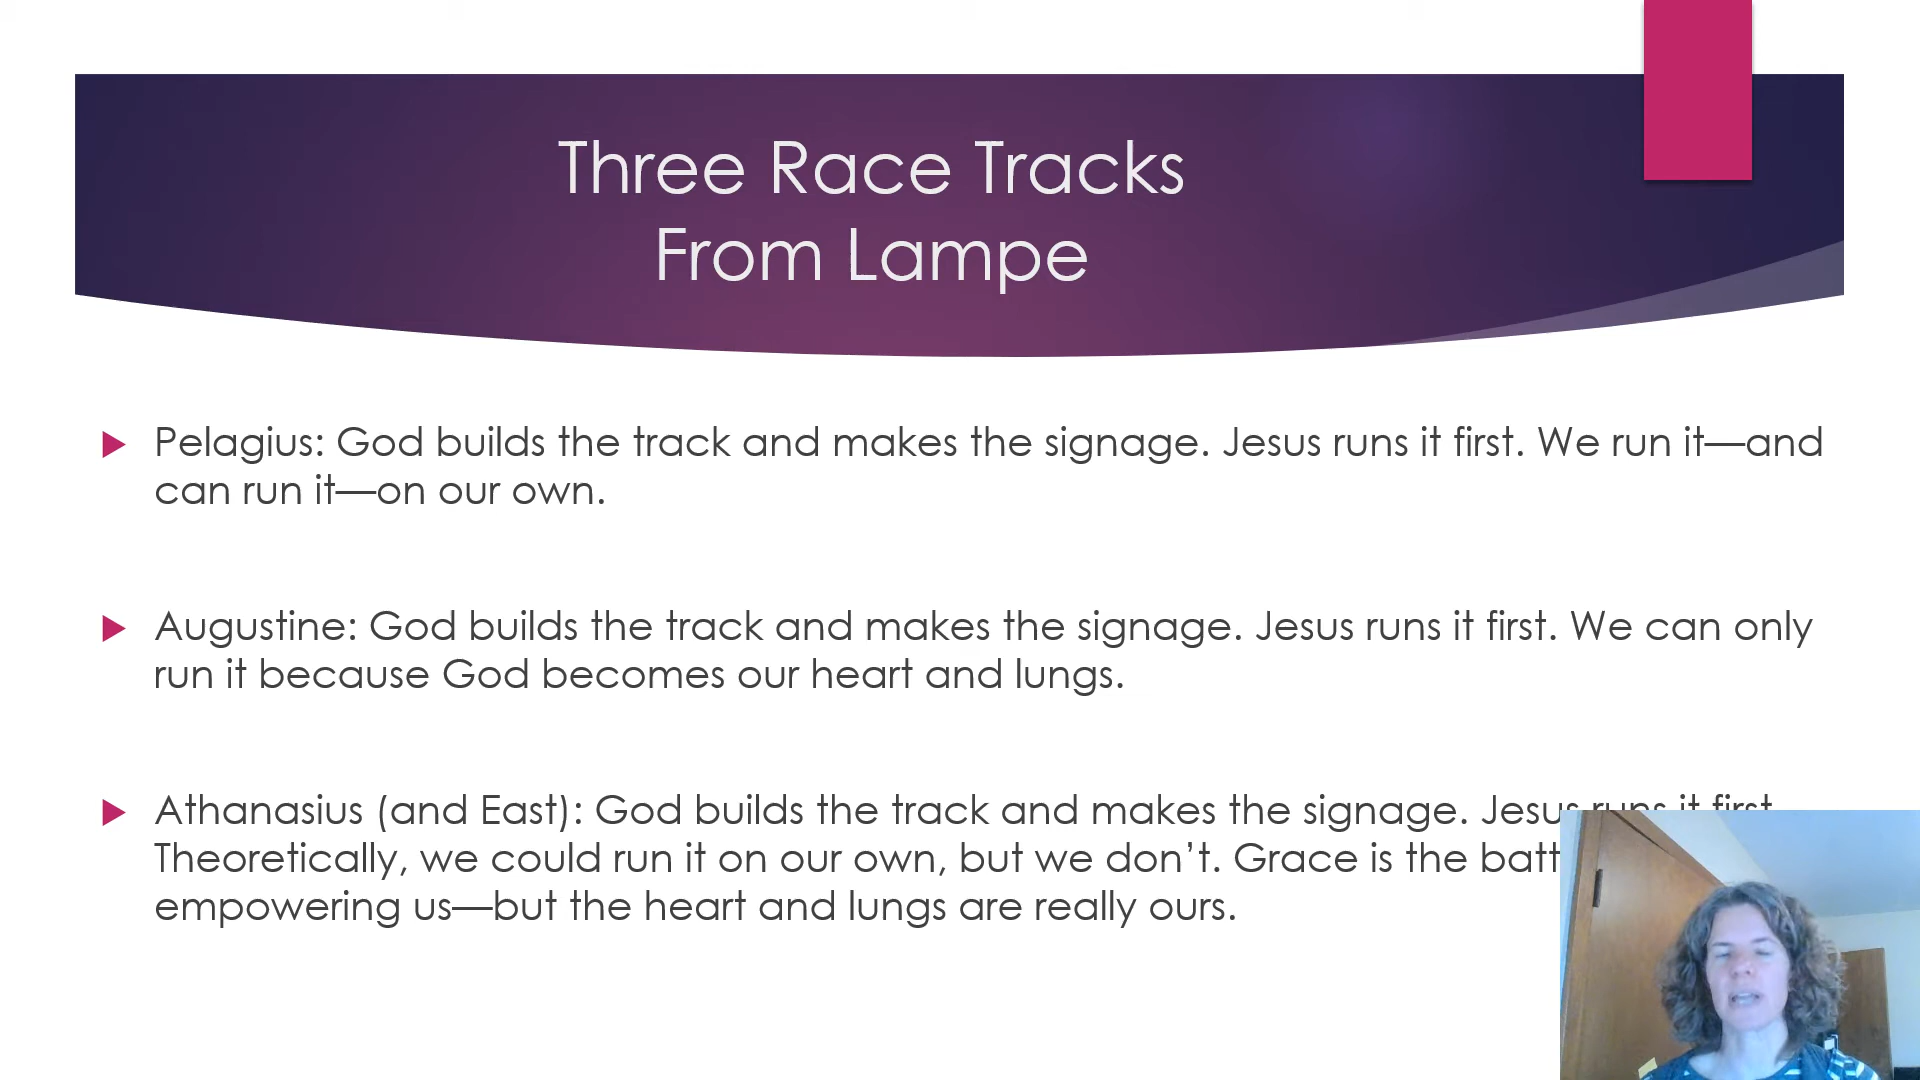 Three Race Tracks
From Lampe
Pelagius: God builds the track and makes the signage. Jesus runs it first. We run it—and
can run it—on our own.
Augustine: God builds the track and makes the signage. Jesus runs it first. We can only
run it because God becomes our heart and lungs.
Athanasius (and East): God builds the track and makes the signage. Jesus runs it first.
Theoretically, we could run it on our own, but we don’t. Grace is the
empowering us—but the heart and lungs are really ours.